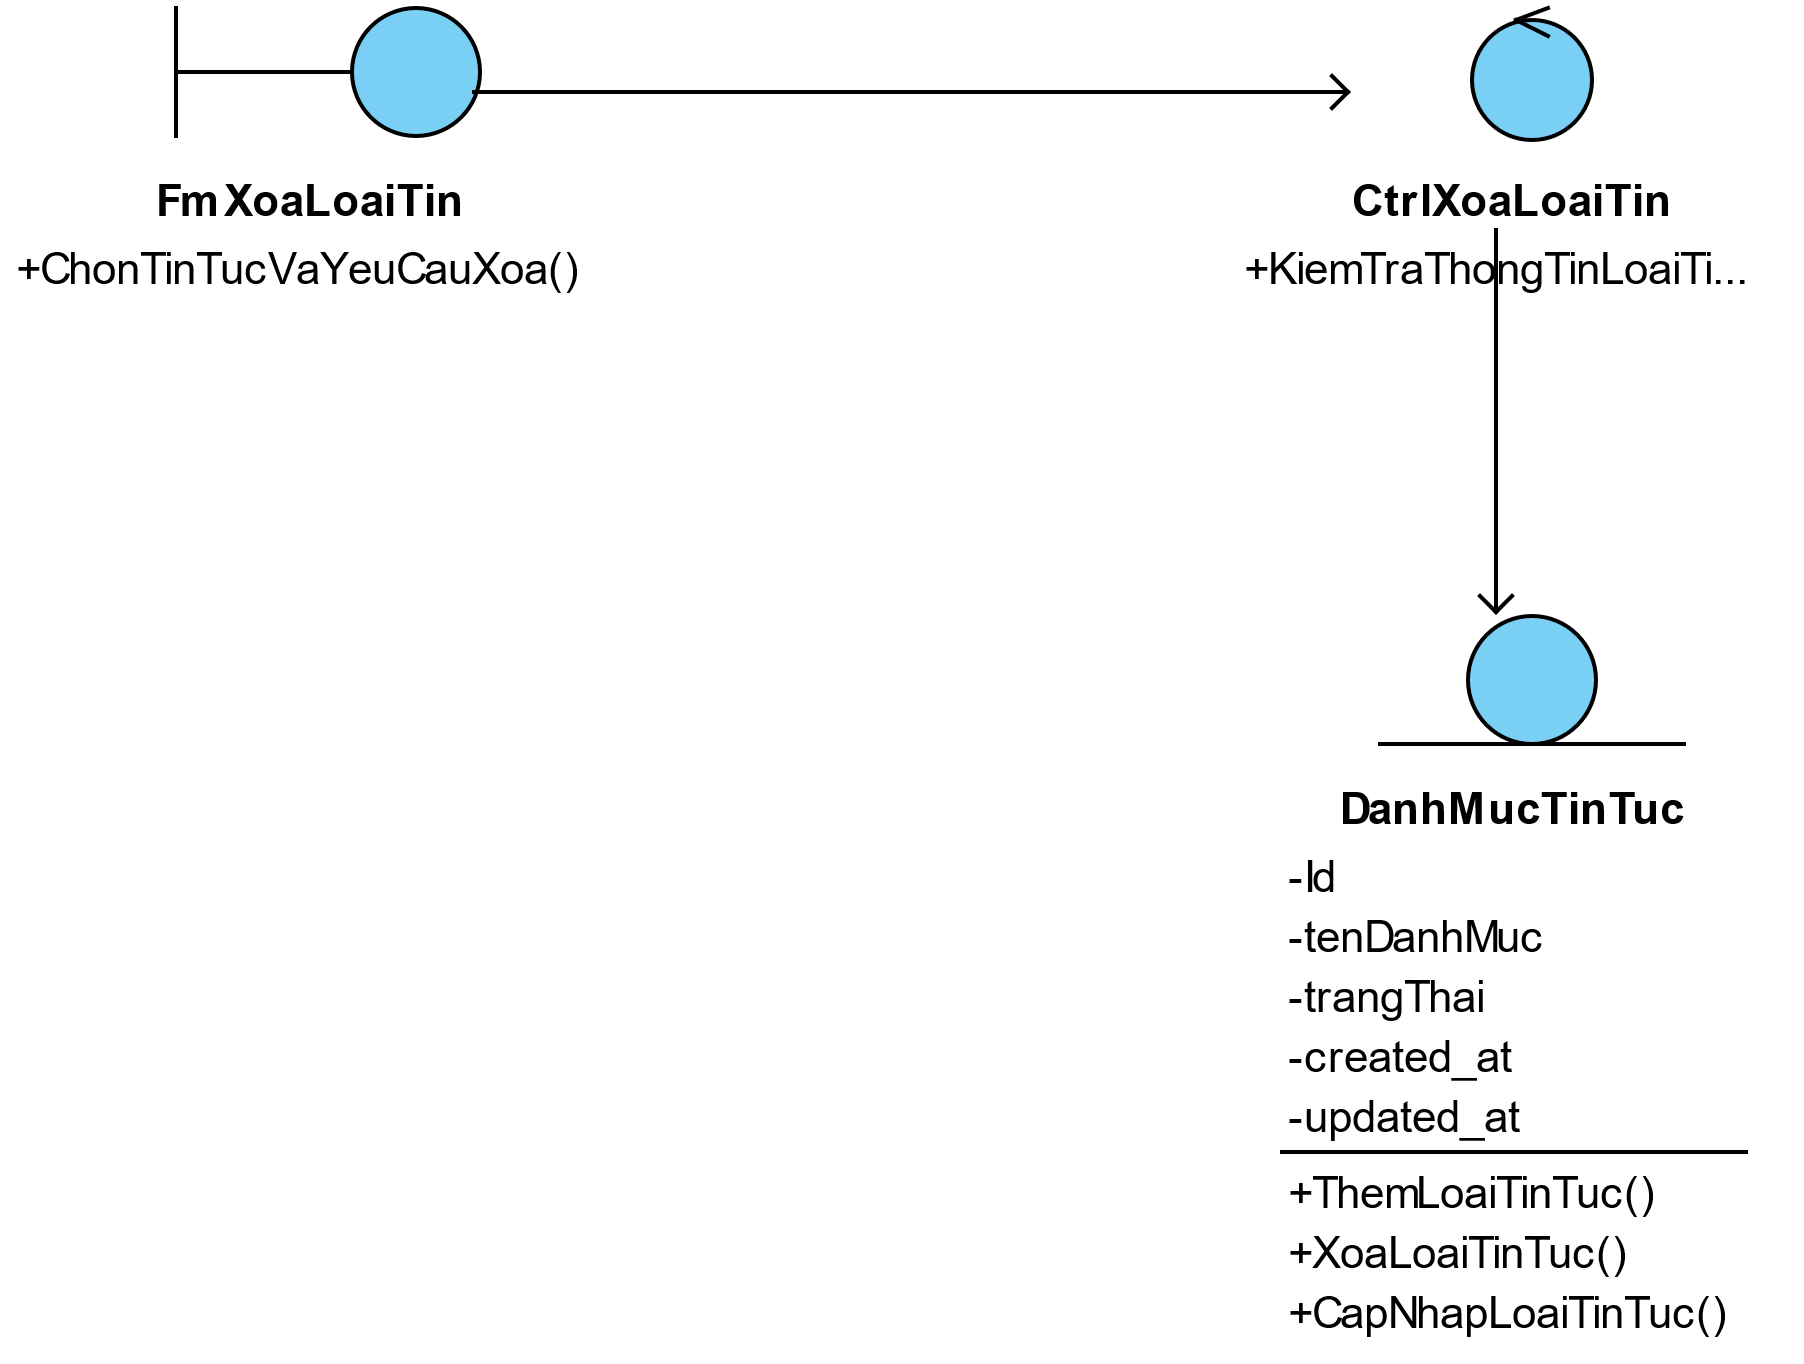 FmXoaLoaiTin
+ChonTinTucVaYeuCauXoa()
CtrlXoaLoaiTin
+KiemTraThongTinLoaiTi...
DanhMucTinTuc
-Id
-tenDanhMuc
-trangThai
-created_at
-updated_at
+ThemLoaiTinTuc()
+XoaLoaiTinTuc()
+CapNhapLoaiTinTuc()